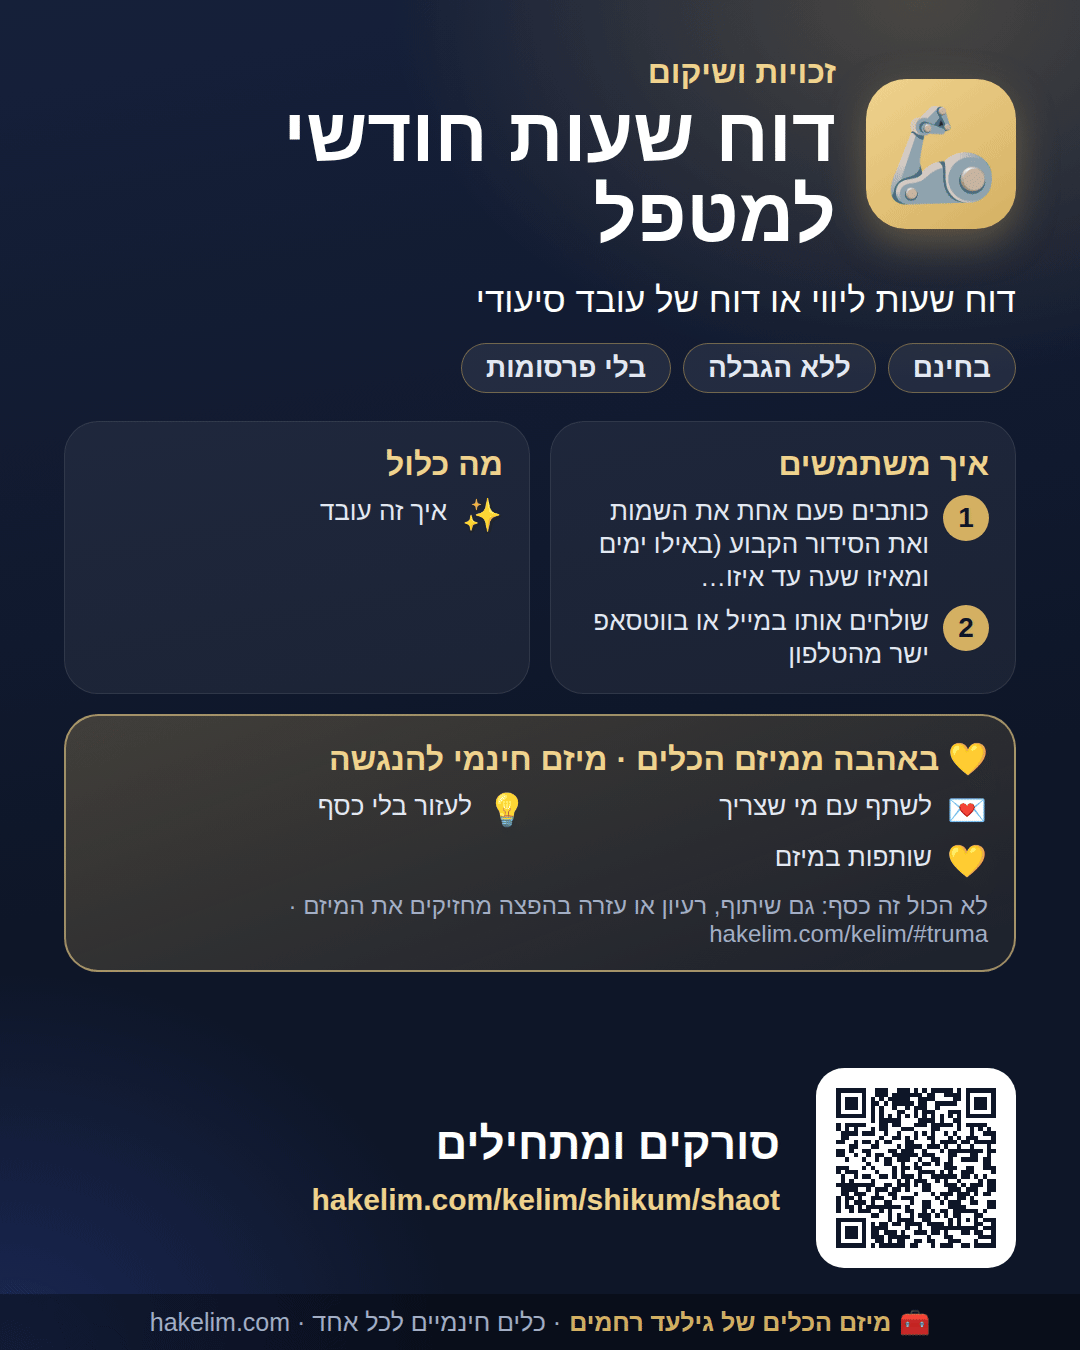 זכויות ושיקום
דוח שעות חודשי
למטפל
דוח שעות ליווי או דוח של עובד סיעודי
בחינם
ללא הגבלה
בלי פרסומות
איך משתמשים
1 כותבים פעם אחת את השמות
ואת הסידור הקבוע (באילו ימים
ומאיזו שעה עד איזו…
2 שולחים אותו במייל או בווטסאפ
ישר מהטלפון
מה כלול
✨ איך זה עובד
💛 באהבה ממיזם הכלים · מיזם חינמי להנגשה
💌 לשתף עם מי שצריך
💡 לעזור בלי כסף
💛 שותפות במיזם
לא הכול זה כסף: גם שיתוף, רעיון או עזרה בהפצה מחזיקים את המיזם ·
hakelim.com/kelim/#truma
סורקים ומתחילים
hakelim.com/kelim/shikum/shaot
🧰 מיזם הכלים של גילעד רחמים · כלים חינמיים לכל אחד · hakelim.com